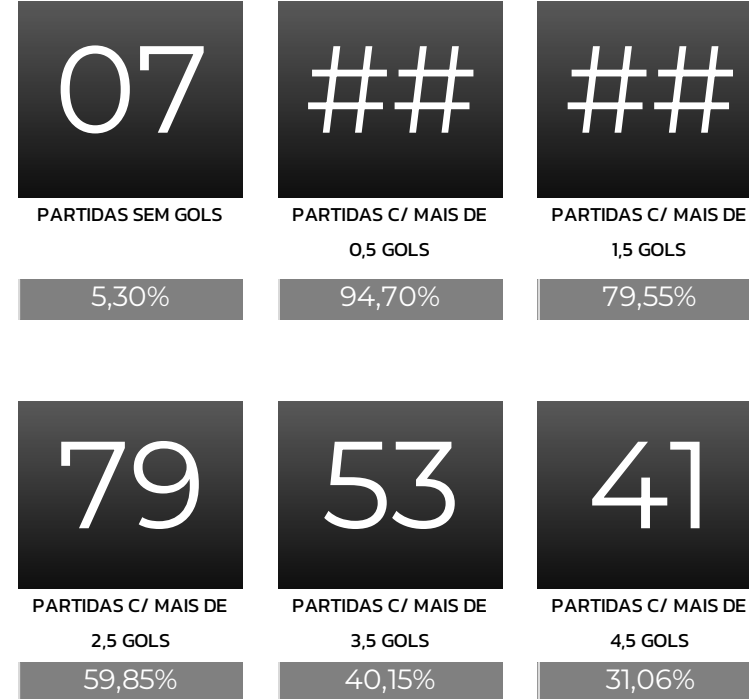 07
##
##
PARTIDAS SEM GOLS
PARTIDAS C/ MAIS DE
0,5 GOLS
PARTIDAS C/ MAIS DE
1,5 GOLS
5,30%
94,70%
79,55%
79
53
41
PARTIDAS C/ MAIS DE
2,5 GOLS
PARTIDAS C/ MAIS DE
3,5 GOLS
PARTIDAS C/ MAIS DE
4,5 GOLS
59,85%
40,15%
31,06%